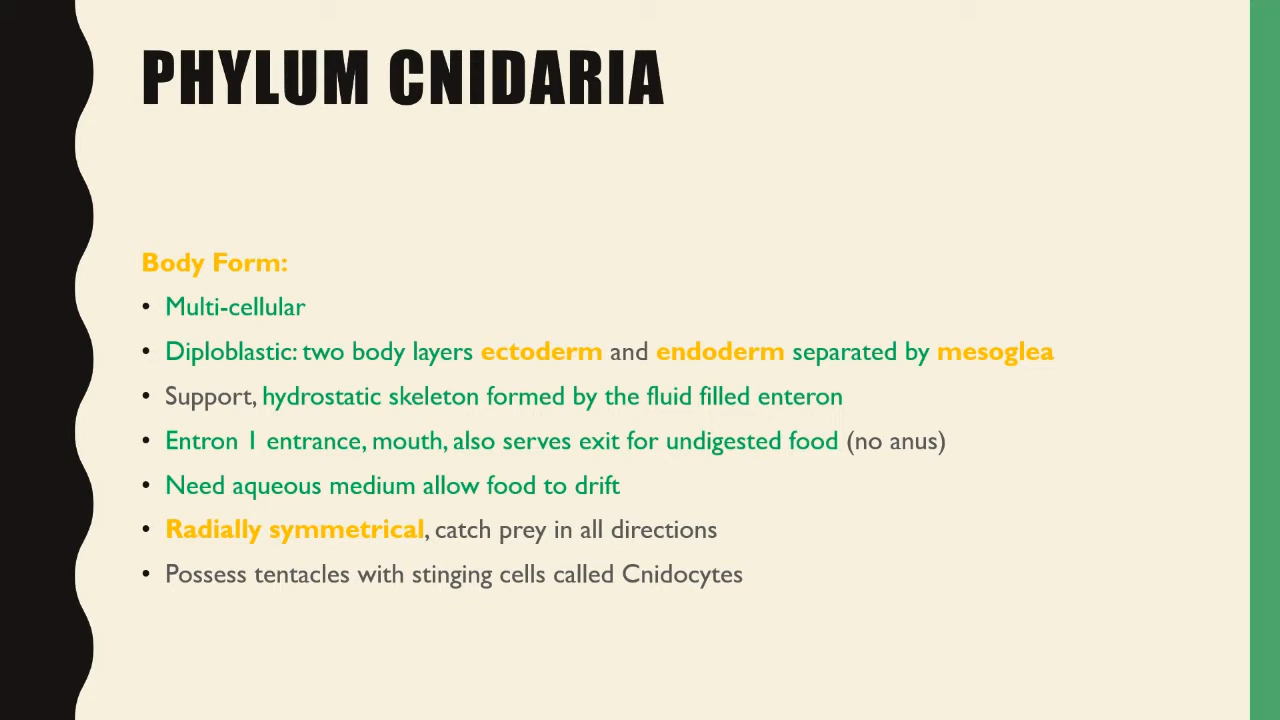 PHYLUM CNIDARIA
Body Form:
• Multi-cellular
• Diploblastic: two body layers ectoderm and endoderm separated by mesoglea
• Support, hydrostatic skeleton formed by the fluid filled enteron
• Entron 1 entrance, mouth, also serves exit for undigested food (no anus)
• Need aqueous medium allow food to drift
• Radially symmetrical, catch prey in all directions
• Possess tentacles with stinging cells called Cnidocytes